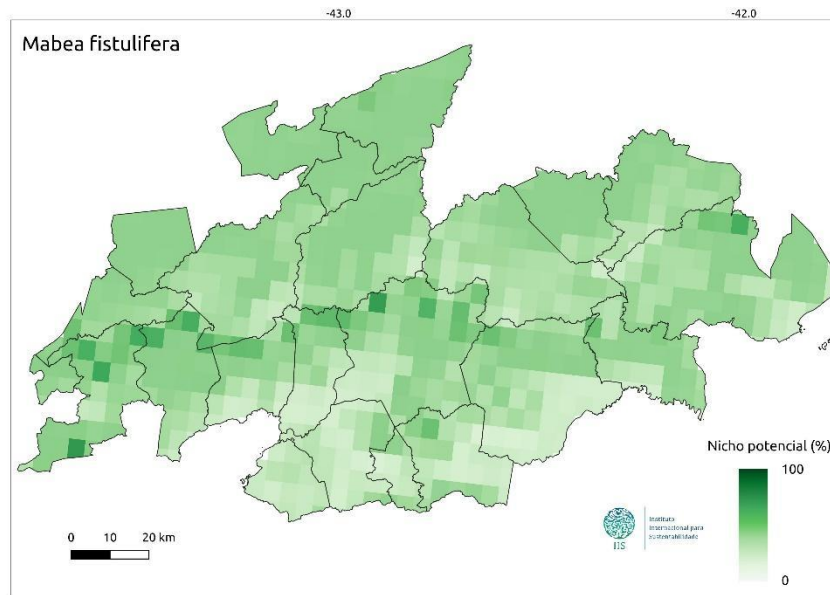 -43.0 -42.0
Mabea fistulifera
Nicho potencial (%)
100
0
0 10 20 km
IIS
Instituto
Internacional para
Sustentabilidade